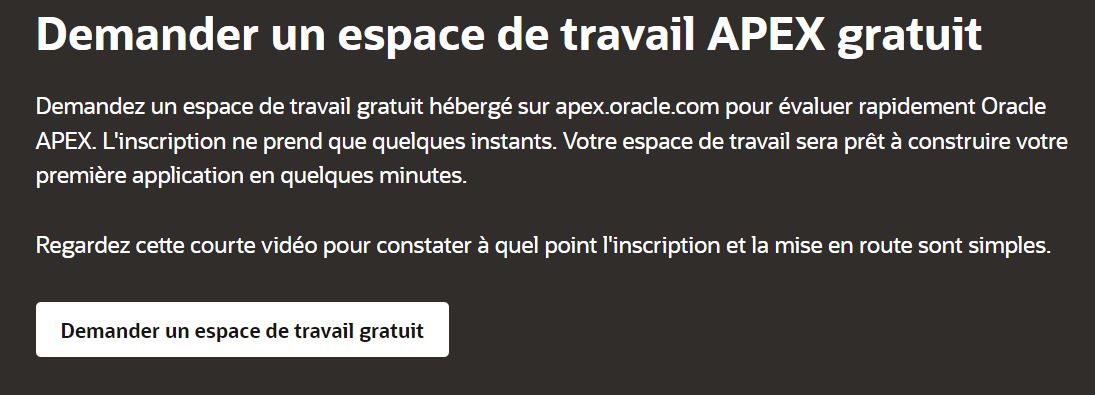 Demander un espace de travail APEX gratuit
Demandez un espace de travail gratuit hébergé sur apex.oracle.com pour évaluer rapidement Oracle
APEX. L'inscription ne prend que quelques instants. Votre espace de travail sera prêt à construire votre
première application en quelques minutes.
Regardez cette courte vidéo pour constater à quel point l'inscription et la mise en route sont simples.
Demander un espace de travail gratuit